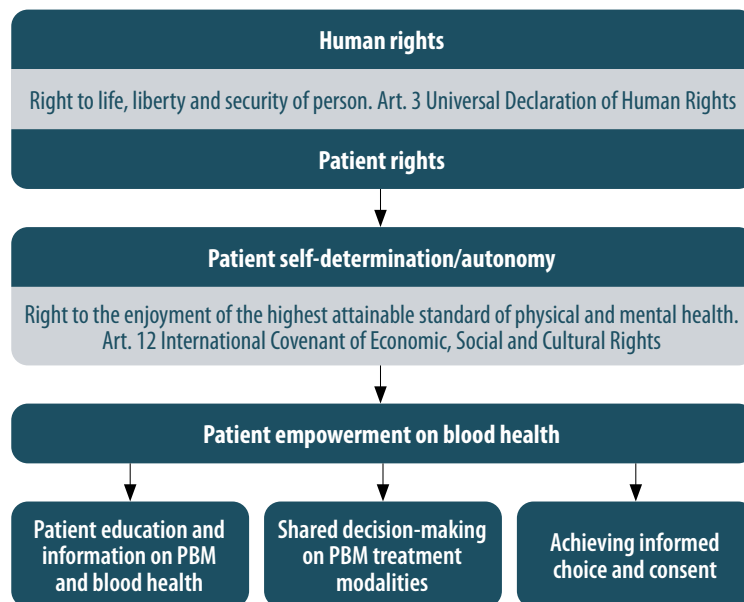 Human rights
Right to life, liberty and security of person. Art. 3 Universal Declaration of Human Rights
Patient rights
Patient self-determination/autonomy
Right to the enjoyment of the highest attainable standard of physical and mental health.
Art. 12 International Covenant of Economic, Social and Cultural Rights
Patient empowerment on blood health
Patient education and
information on PBM
and blood health
Shared decision-making
on PBM treatment
modalities
Achieving informed
choice and consent